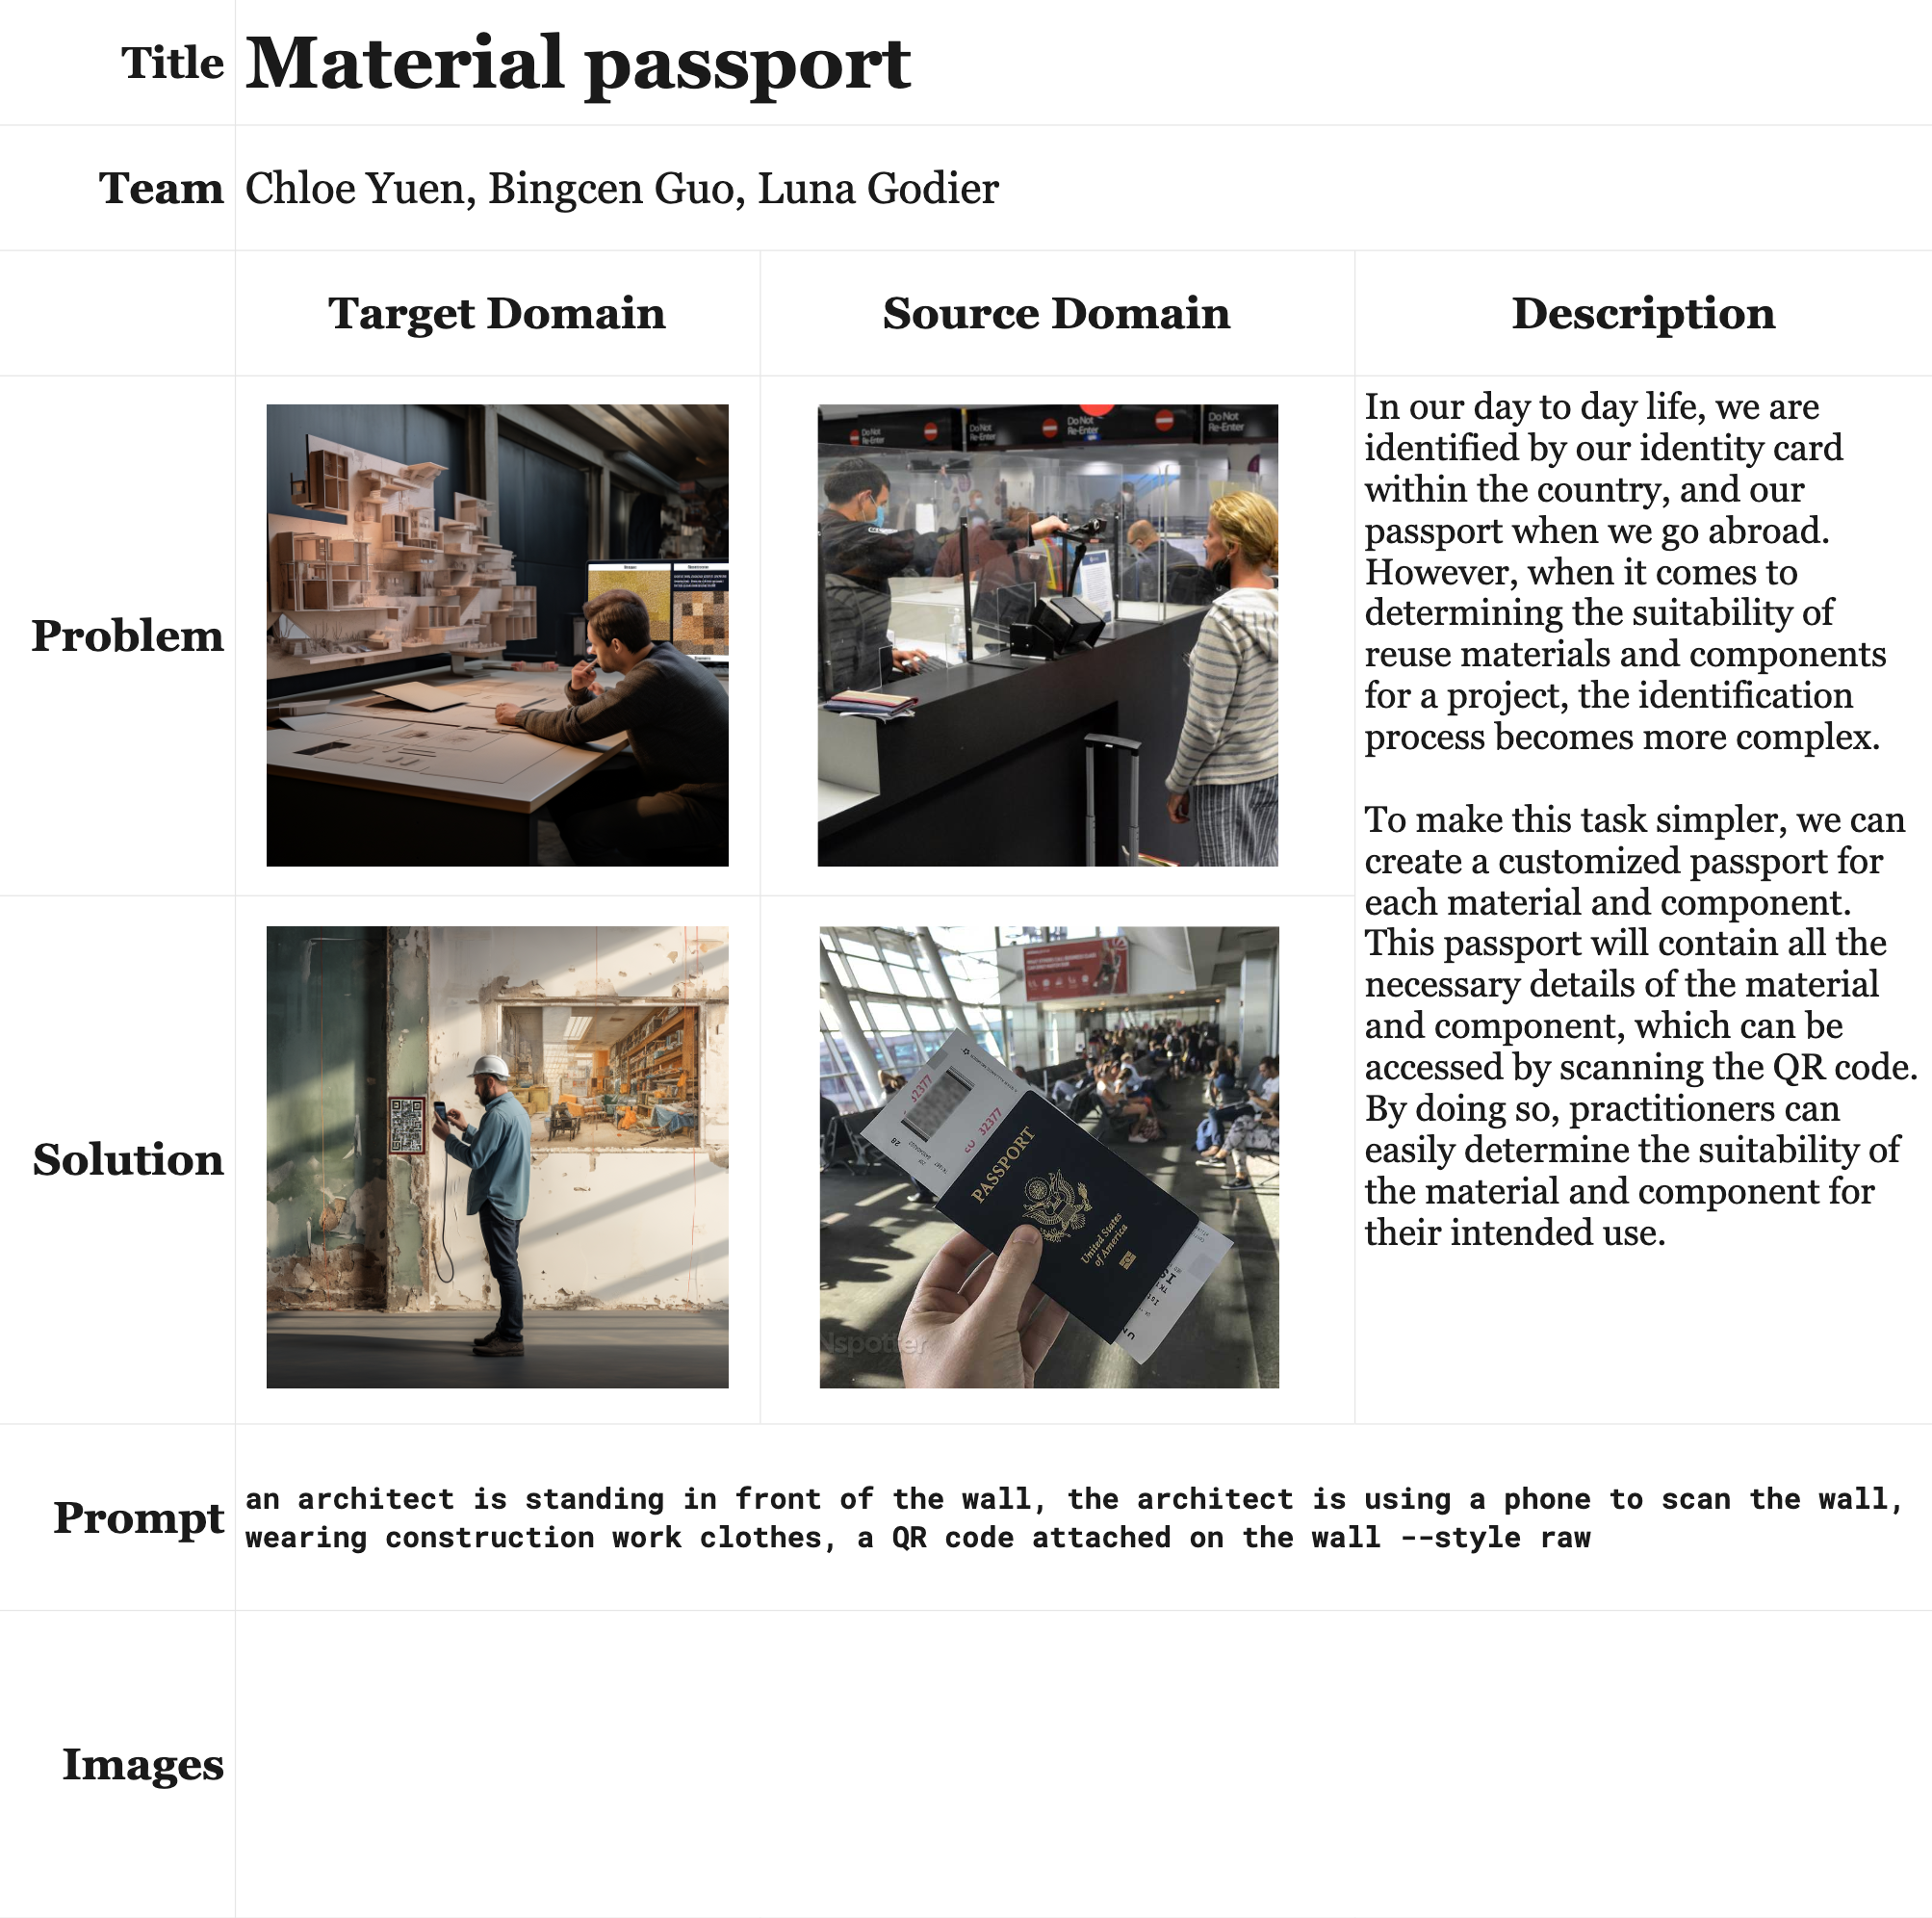 Title
Material passport
Team
Chloe Yuen, Bingcen Guo, Luna Godier
Target Domain
Source Domain
Description
Problem
Do Not
Re-Enter
Do Not
Re-Enter
Do Not
Re-Enter
Do Not
Re-Enter
In our day to day life, we are
identified by our identity card
within the country, and our
passport when we go abroad.
However, when it comes to
determining the suitability of
reuse materials and components
for a project, the identification
process becomes more complex.
To make this task simpler, we can
create a customized passport for
each material and component.
This passport will contain all the
necessary details of the material
and component, which can be
accessed by scanning the QR code.
By doing so, practitioners can
easily determine the suitability of
the material and component for
their intended use.
Solution
32377
32377
28
PASSPORT
United States
of America
Nspotter
Prompt
an architect is standing in front of the wall, the architect is using a phone to scan the wall,
wearing construction work clothes, a QR code attached on the wall --style raw
Images